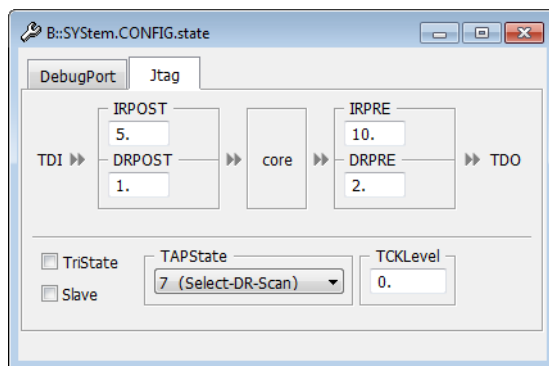 B::SYStem.CONFIG.state
DebugPort Jtag
IRPOST IRPRE
5. 10.
TDI DRPOST core DRPRE TDO
1. 2.
TriState TAPState TCKLevel
7 (Select-DR-Scan) 0.
Slave